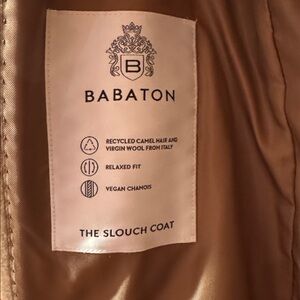 B
BABATON
RECYCLED CAMEL HAIR AND
VIRGIN WOOL FROM ITALY
RELAXED FIT
VEGAN CHAMOIS
THE SLOUCH COAT